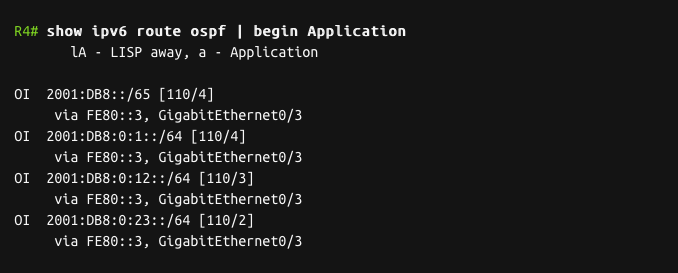 R4# show ipv6 route ospf | begin Application
lA - LISP away, a - Application
OI 2001:DB8::/65 [110/4]
via FE80::3, GigabitEthernet0/3
OI 2001:DB8:0:1::/64 [110/4]
via FE80::3, GigabitEthernet0/3
OI 2001:DB8:0:12::/64 [110/3]
via FE80::3, GigabitEthernet0/3
OI 2001:DB8:0:23::/64 [110/2]
via FE80::3, GigabitEthernet0/3